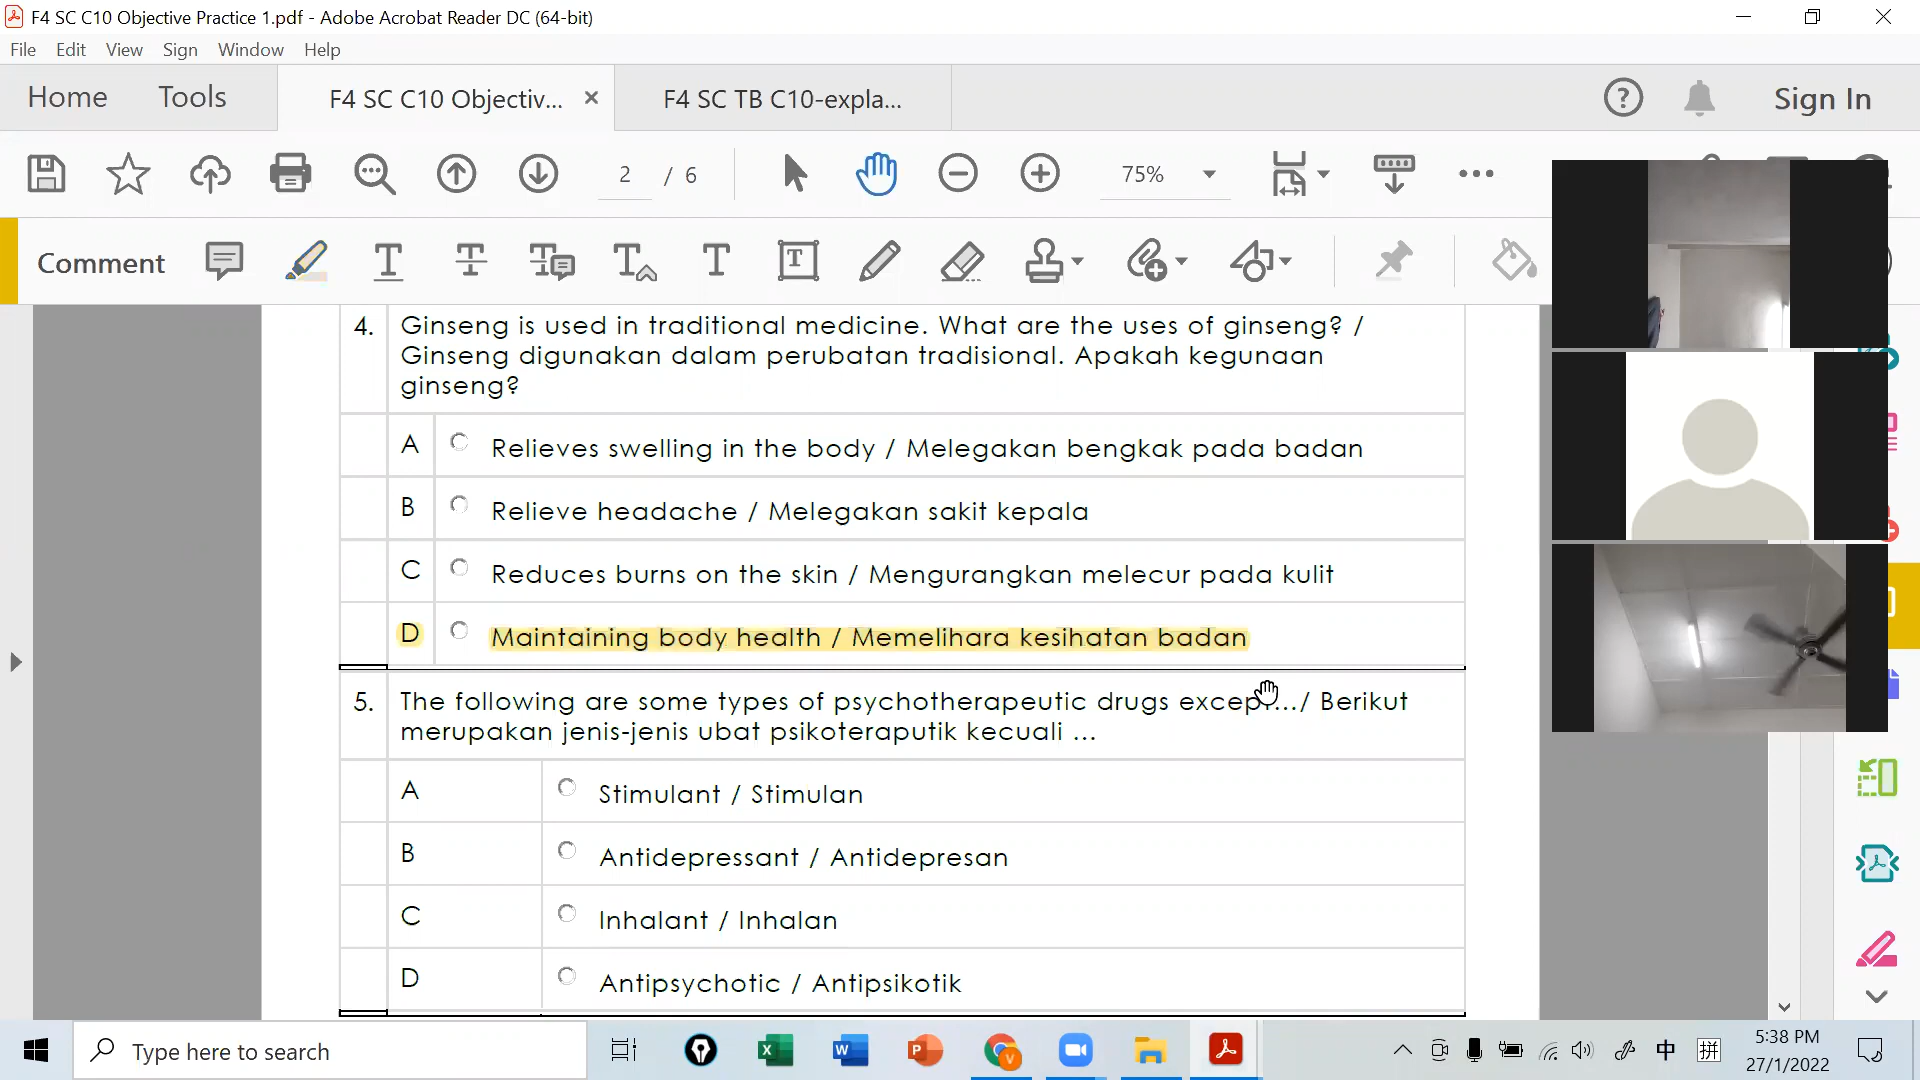 F4 SC C10 Objective Practice 1.pdf - Adobe Acrobat Reader DC (64-bit)
File Edit View Sign Window Help
Home Tools F4 SC C10 Objectiv... F4 SC TB C10-expla... Sign In
2 / 6 75%
Comment
4. Ginseng is used in traditional medicine. What are the uses of ginseng? /
Ginseng digunakan dalam perubatan tradisional. Apakah kegunaan
ginseng?
A Relieves swelling in the body / Melegakan bengkak pada badan
B Relieve headache / Melegakan sakit kepala
C Reduces burns on the skin / Mengurangkan melecur pada kulit
D Maintaining body health / Memelihara kesihatan badan
5. The following are some types of psychotherapeutic drugs except.../ Berikut
merupakan jenis-jenis ubat psikoteraputik kecuali ...
A Stimulant / Stimulan
B Antidepressant / Antidepresan
C Inhalant / Inhalan
D Antipsychotic / Antipsikotik
Type here to search
中 拼 5:38 PM
27/1/2022